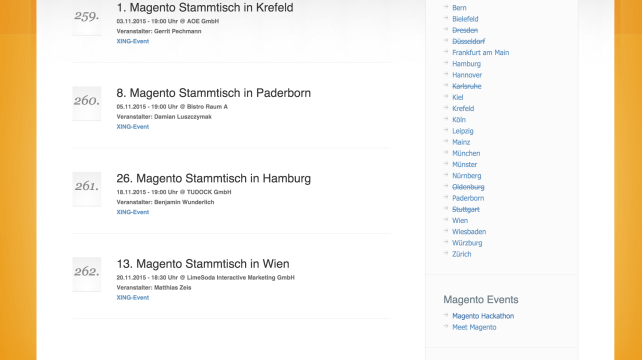 259.
1. Magento Stammtisch in Krefeld
03.11.2015 - 19:00 Uhr @ AOE GmbH
Veranstalter: Gerrit Pechmann
XING-Event
260.
8. Magento Stammtisch in Paderborn
05.11.2015 - 19:00 Uhr @ Bistro Raum A
Veranstalter: Damian Luszczymak
XING-Event
261.
26. Magento Stammtisch in Hamburg
18.11.2015 - 19:00 Uhr @ TUDOCK GmbH
Veranstalter: Benjamin Wunderlich
XING-Event
262.
13. Magento Stammtisch in Wien
20.11.2015 - 18:30 Uhr @ LimeSoda Interactive Marketing GmbH
Veranstalter: Matthias Zeis
XING-Event
Bern
Bielefeld
Dresden
Düsseldorf
Frankfurt am Main
Hamburg
Hannover
Karlsruhe
Kiel
Krefeld
Köln
Leipzig
Mainz
München
Münster
Nürnberg
Oldenburg
Paderborn
Stuttgart
Wien
Wiesbaden
Würzburg
Zürich
Magento Events
Magento Hackathon
Meet Magento